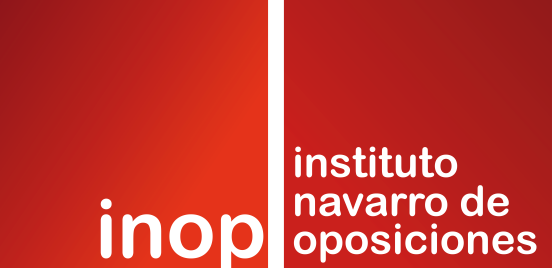 inop
instituto
navarro de
oposiciones